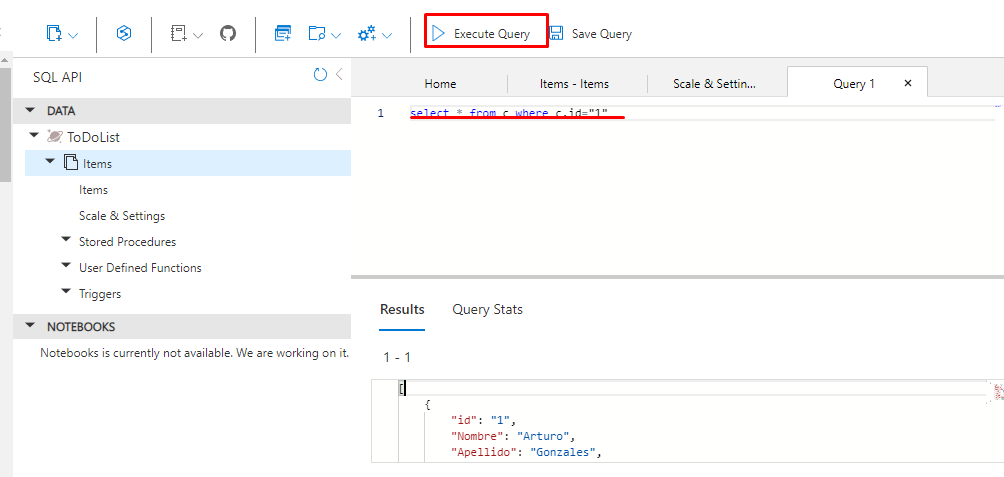 Execute Query
Save Query
SQL API
Home
Items - Items
Scale & Settin...
Query 1
DATA
ToDoList
Items
Items
Scale & Settings
Stored Procedures
User Defined Functions
Triggers
NOTEBOOKS
Notebooks is currently not available. We are working on it.
1
select * from c where c.id="1"
Results
Query Stats
1 - 1
[
{
"id": "1",
"Nombre": "Arturo",
"Apellido": "Gonzales",